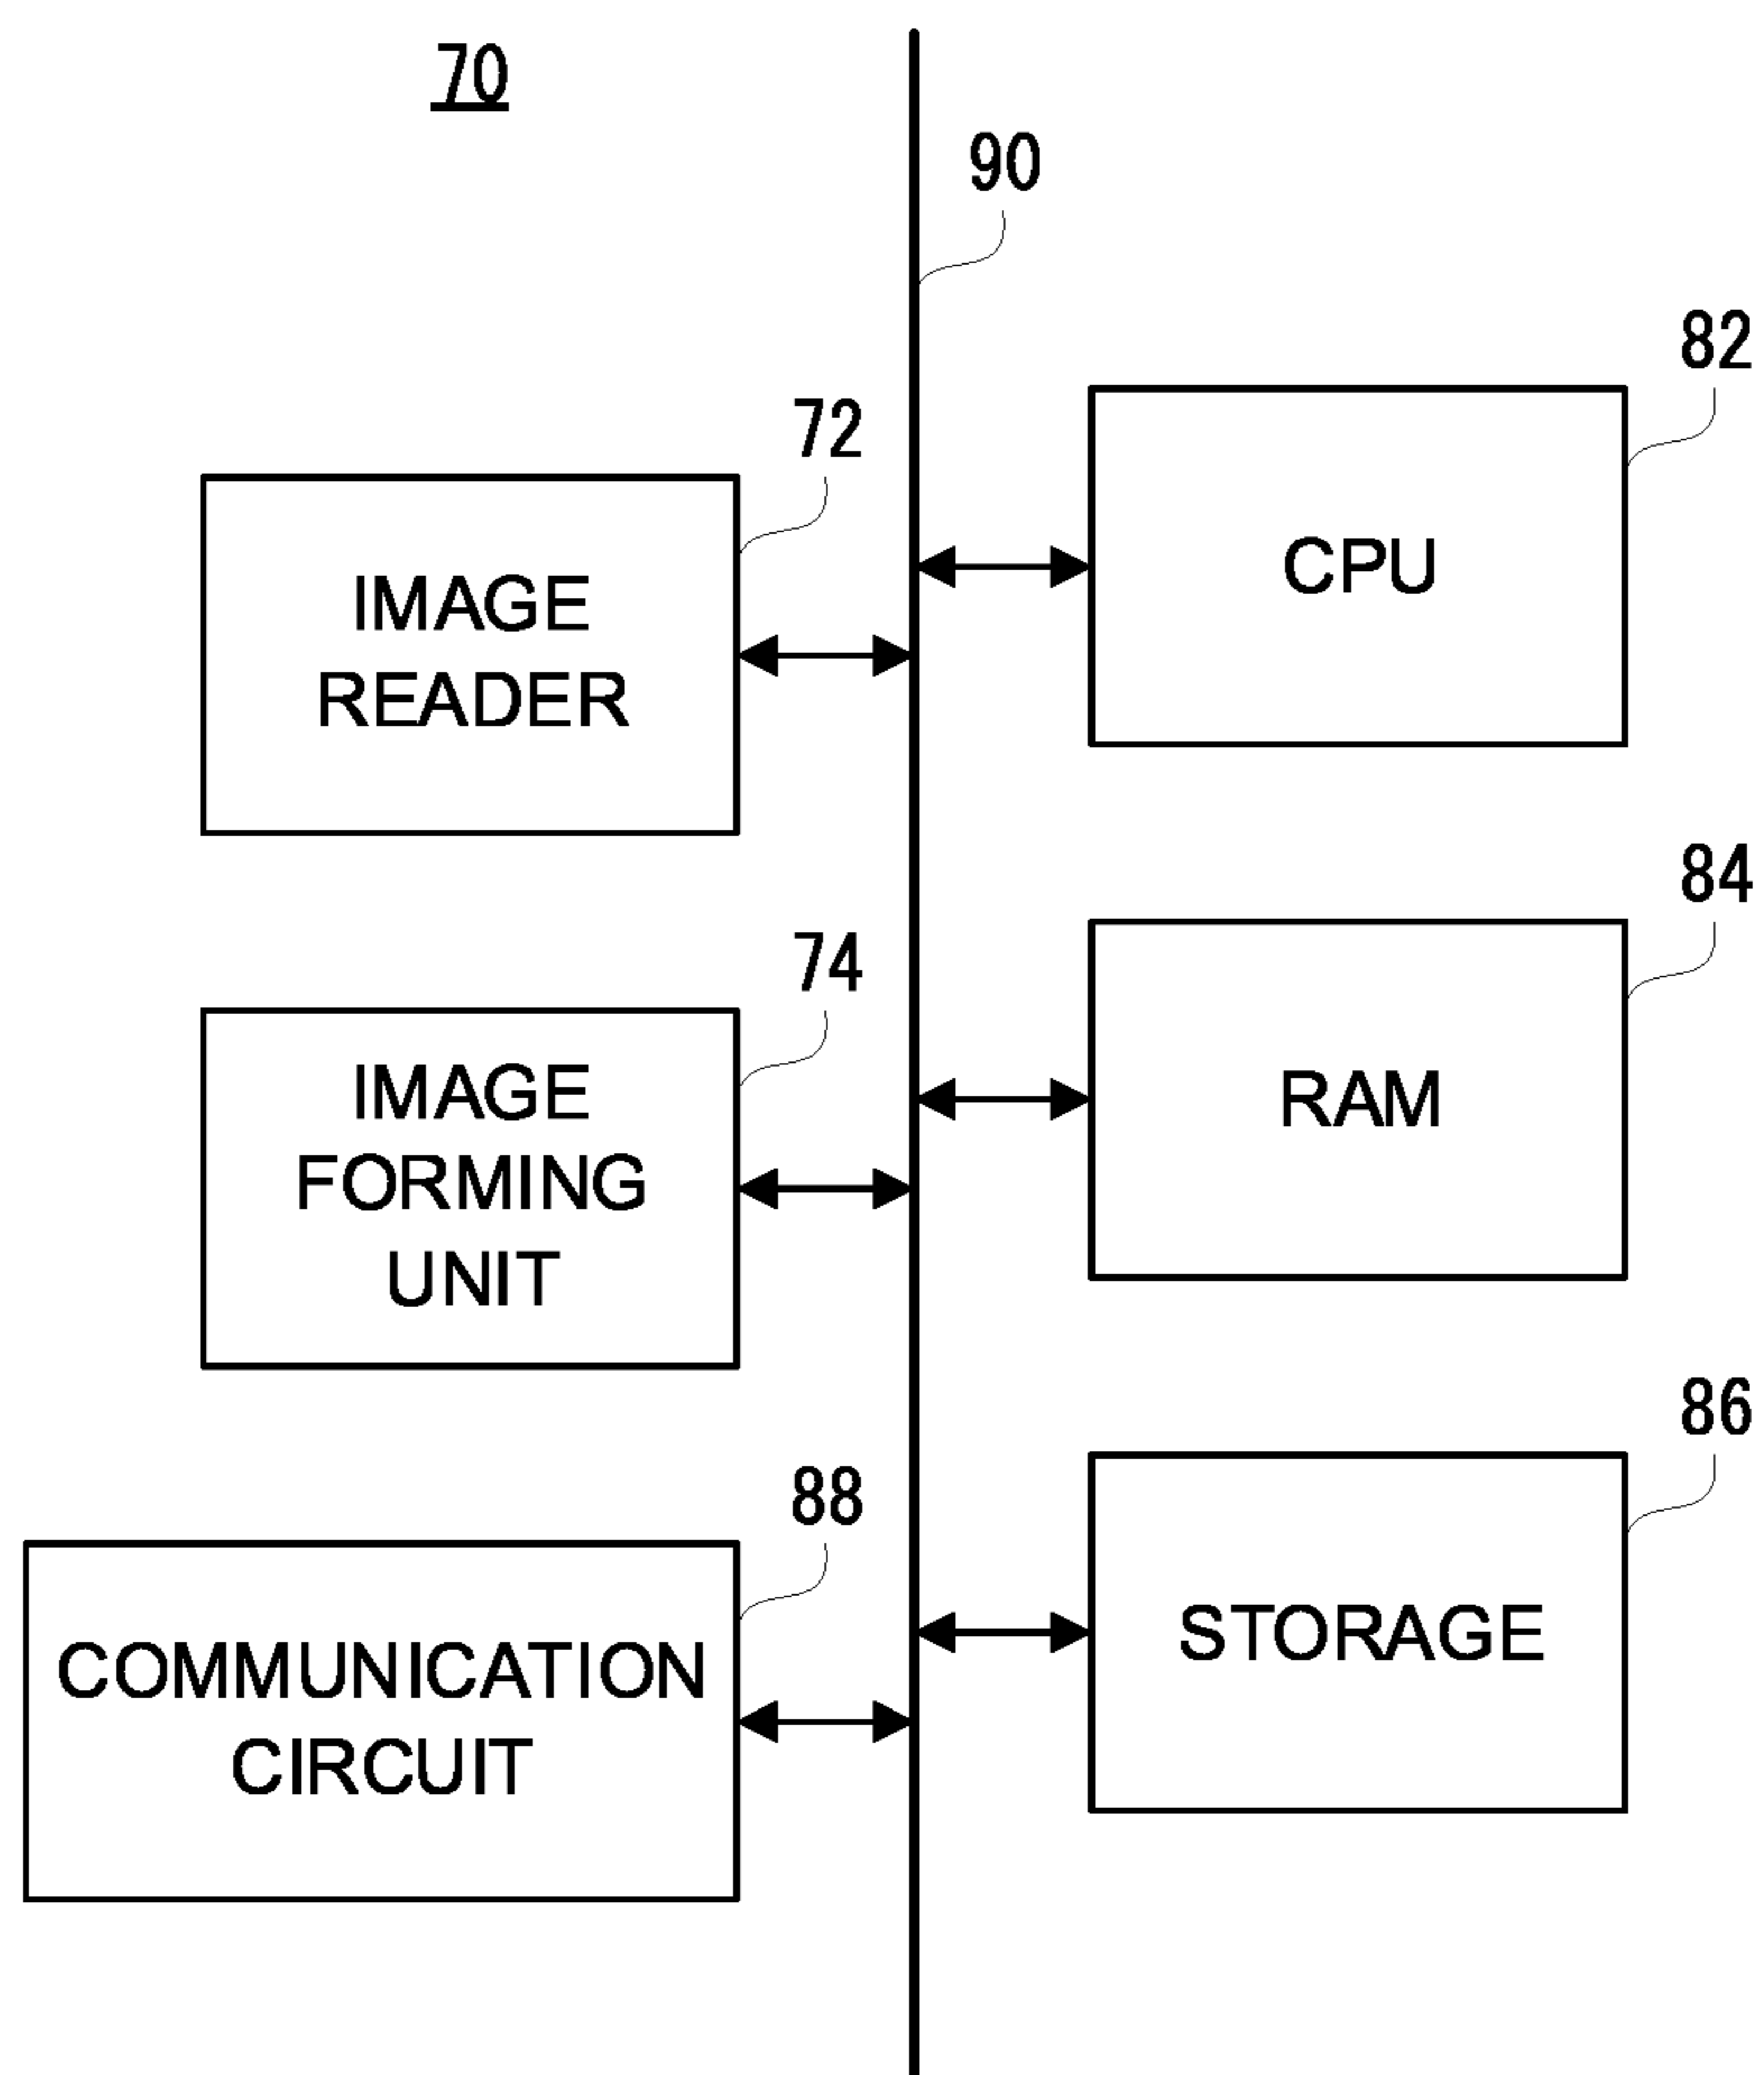 70
90
82
72
CPU
IMAGE
READER
84
74
RAM
IMAGE
FORMING
UNIT
86
88
STORAGE
COMMUNICATION
CIRCUIT